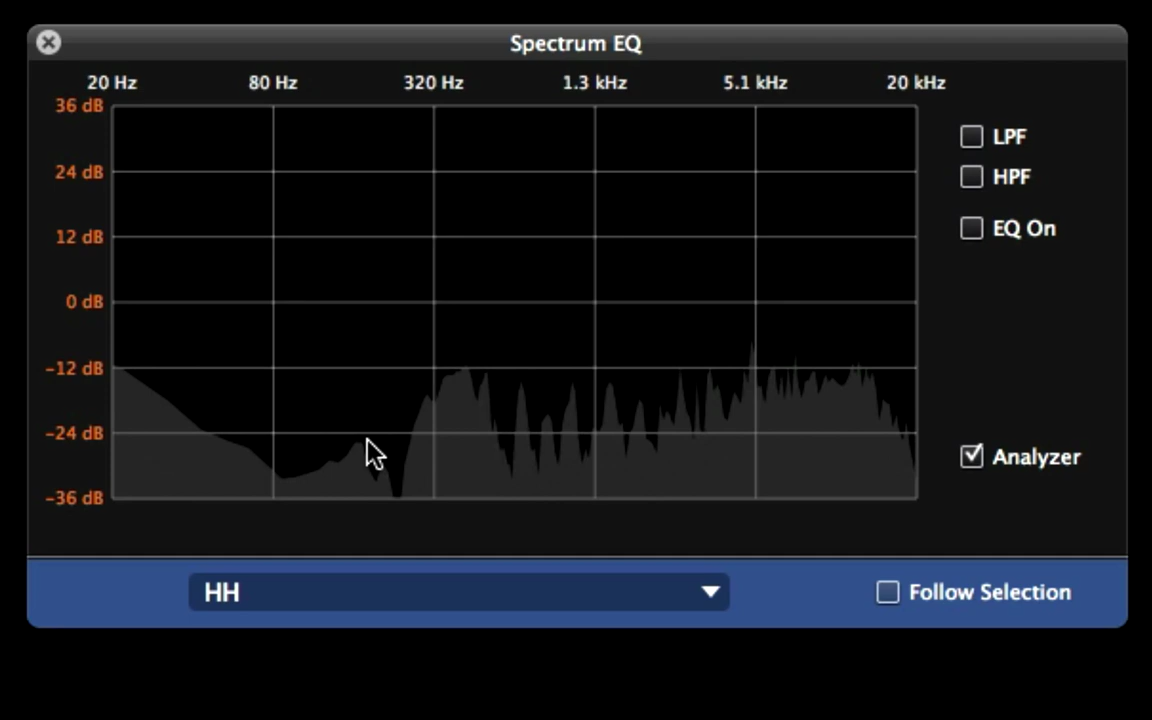 Spectrum EQ
20 Hz 80 Hz 320 Hz 1.3 kHz 5.1 kHz 20 kHz
36 dB
24 dB
12 dB
0 dB
-12 dB
-24 dB
-36 dB
LPF
HPF
EQ On
Analyzer
HH
Follow Selection